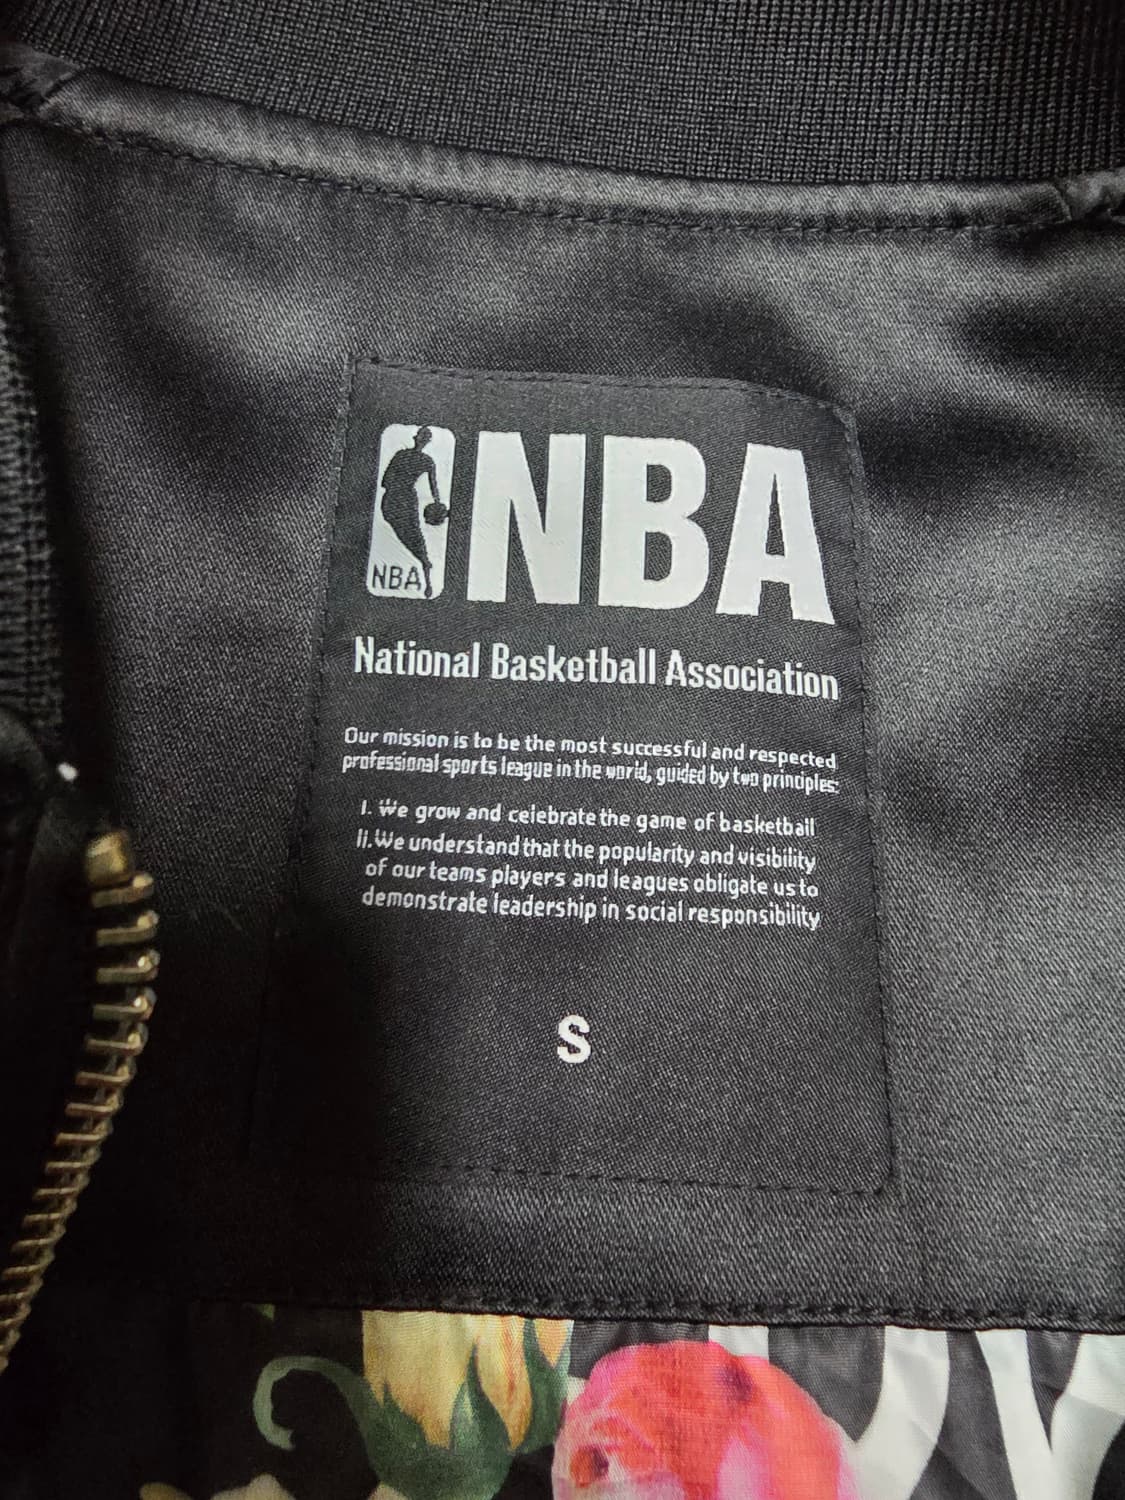 NBA
NBA
National Basketball Association
Our mission is to be the most successful and respected
professional sports league in the world, guided by two principles:
I. We grow and celebrate the game of basketball
II.We understand that the popularity and visibility
of our teams players and leagues obligate us to
demonstrate leadership in social responsibility
S